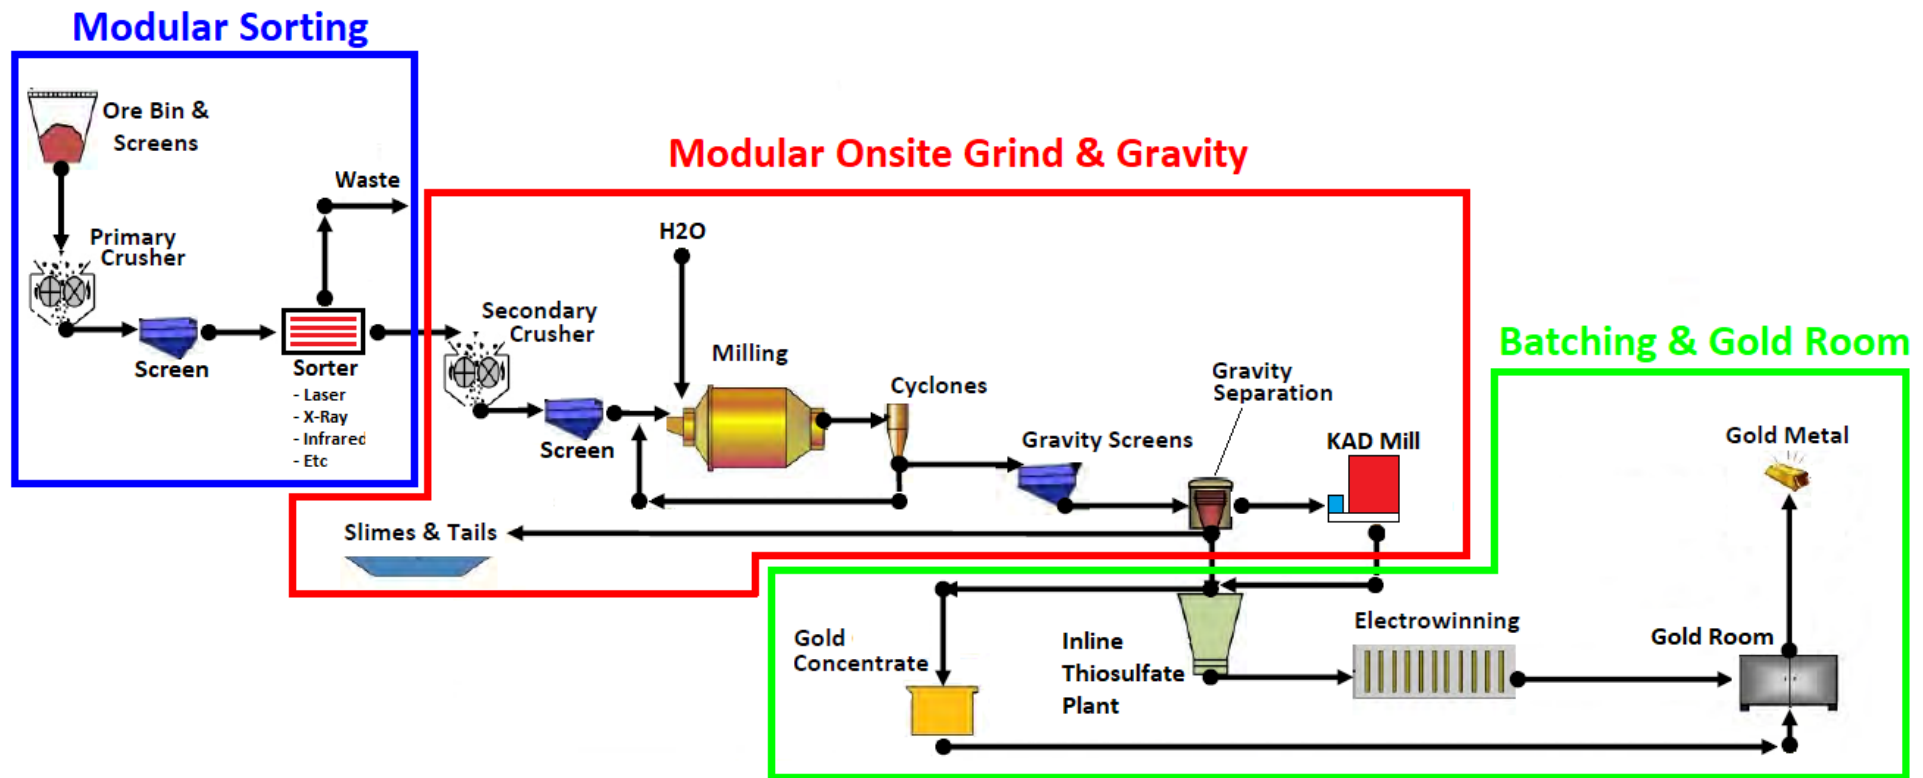 Modular Sorting
Ore Bin &
Screens
Waste
Primary
Crusher
Screen
Sorter
- Laser
- X-Ray
- Infrared
- Etc
Modular Onsite Grind & Gravity
H2O
Secondary
Crusher
Screen
Milling
Cyclones
Gravity Screens
Gravity
Separation
KAD Mill
Slimes & Tails
Batching & Gold Room
Gold Metal
Gold
Concentrate
Inline
Thiosulfate
Plant
Electrowinning
Gold Room